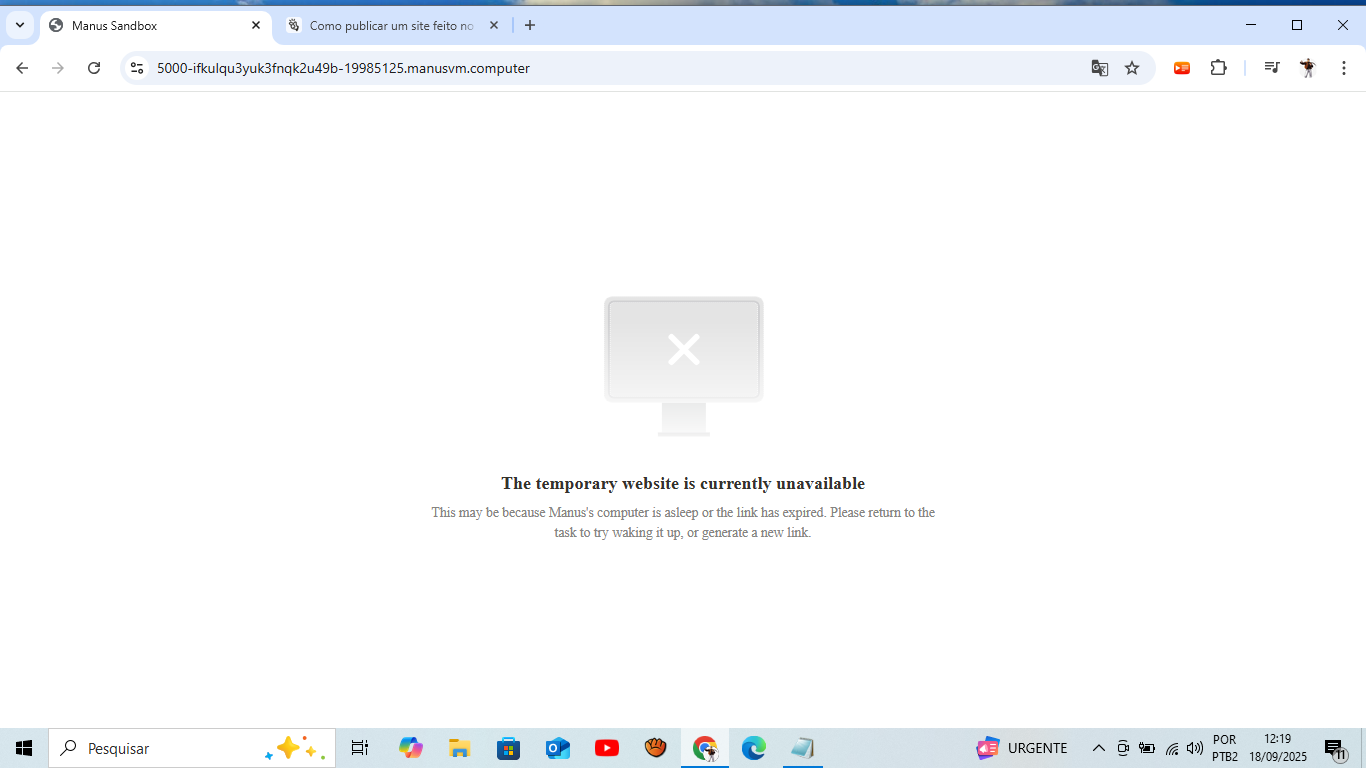 Manus Sandbox
Como publicar um site feito no
5000-ifkulqu3yuk3fnqk2u49b-19985125.manusvm.computer
The temporary website is currently unavailable
This may be because Manus's computer is asleep or the link has expired. Please return to the
task to try waking it up, or generate a new link.
Pesquisar
URGENTE
POR
PTB2
12:19
18/09/2025
11